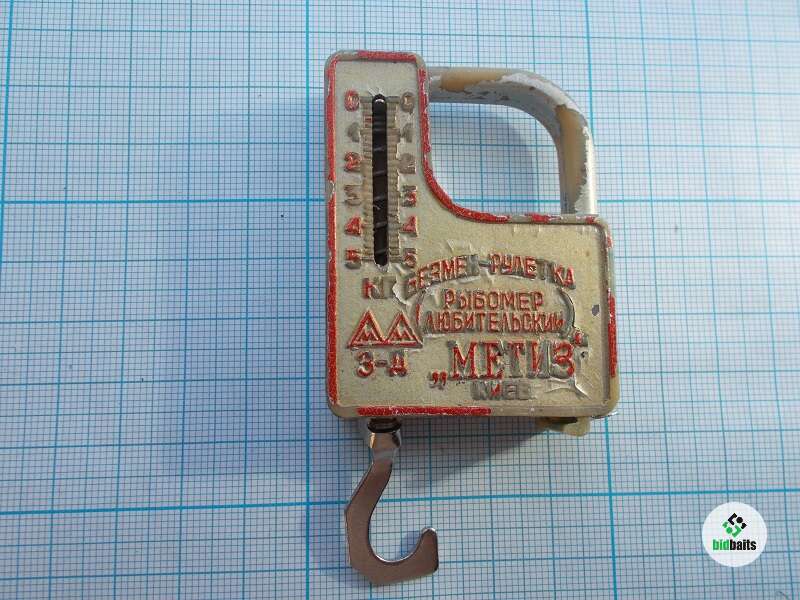 0 0
1 1
2 2
3 3
4 4
5 5
КГ
БЕЗМЕН-РУЛЕТКА
РЫБОМЕР
ЛЮБИТЕЛЬСКИЙ
З-Д „МЕТИЗ“
КИЕВ
bidbaits